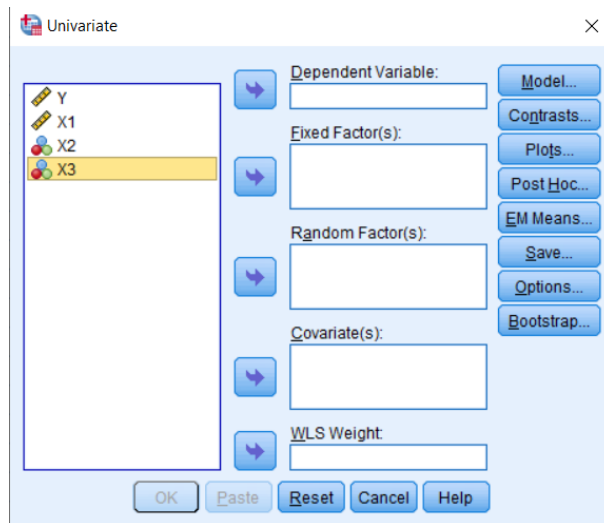 Univariate
Y
X1
X2
X3
Dependent Variable:
Fixed Factor(s):
Random Factor(s):
Covariate(s):
WLS Weight:
Model...
Contrasts...
Plots...
Post Hoc...
EM Means...
Save...
Options...
Bootstrap...
OK
Paste
Reset
Cancel
Help